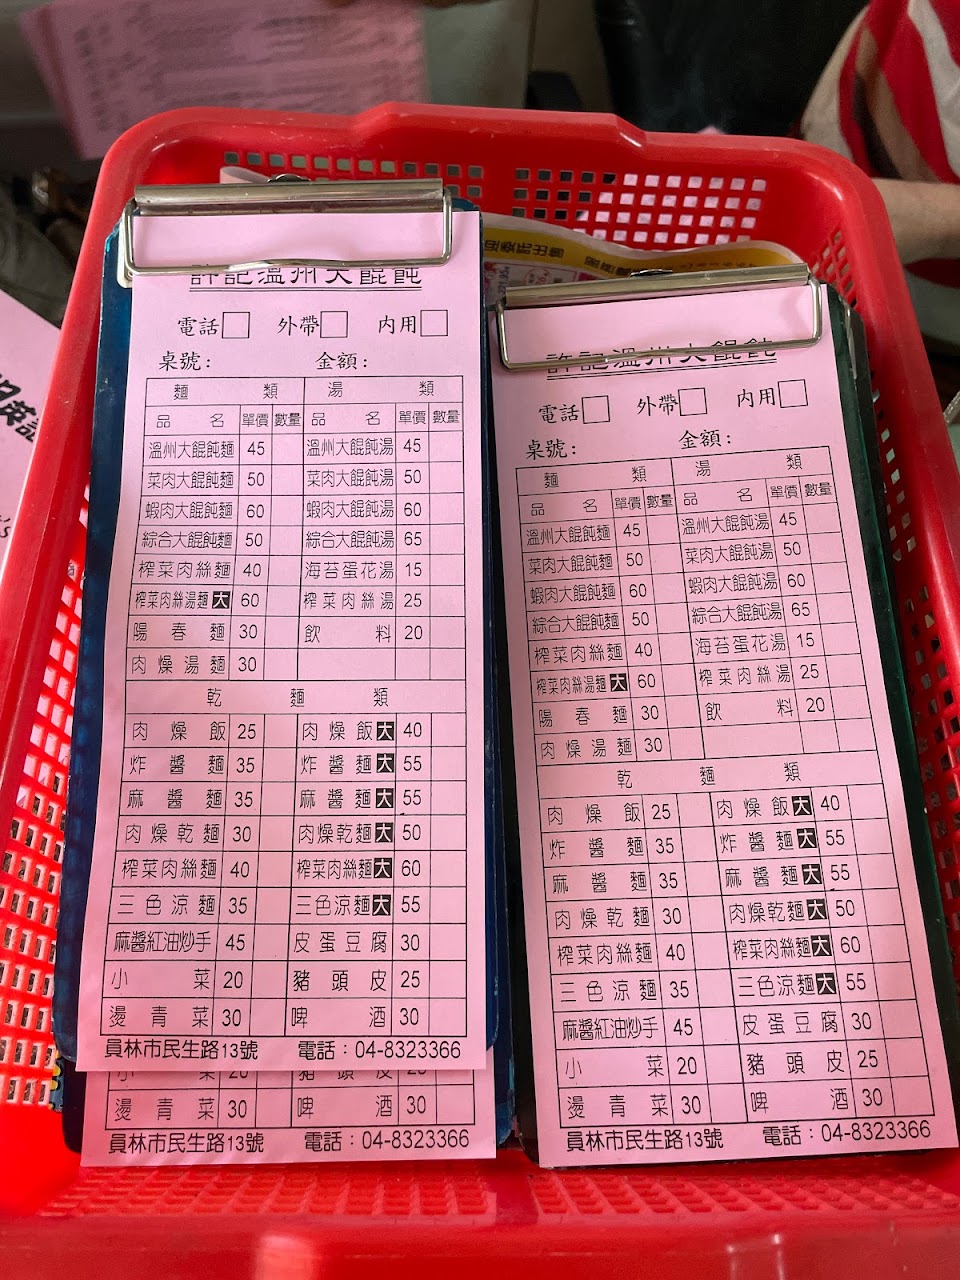 許記溫州大餛飩
電話□ 外帶□ 內用□
桌號： 金額：
麵類 湯類
品名 單價 數量 品名 單價 數量
溫州大餛飩麵 45 溫州大餛飩湯 45
菜肉大餛飩麵 50 菜肉大餛飩湯 50
蝦肉大餛飩麵 60 蝦肉大餛飩湯 60
綜合大餛飩麵 50 綜合大餛飩湯 65
榨菜肉絲麵 40 海苔蛋花湯 15
榨菜肉絲湯麵大 60 榨菜肉絲湯 25
陽春麵 30 飲料 20
肉燥湯麵 30
乾麵類
肉燥飯 25 肉燥飯大 40
炸醬麵 35 炸醬麵大 55
麻醬麵 35 麻醬麵大 55
肉燥乾麵 30 肉燥乾麵大 50
榨菜肉絲麵 40 榨菜肉絲麵大 60
三色涼麵 35 三色涼麵大 55
麻醬紅油炒手 45 皮蛋豆腐 30
小菜 20 豬頭皮 25
燙青菜 30 啤酒 30
員林市民生路13號 電話：04-8323366
小菜 20 豬頭皮 25
燙青菜 30 啤酒 30
員林市民生路13號 電話：04-8323366
許記溫州大餛飩
電話□ 外帶□ 內用□
桌號： 金額：
麵類 湯類
品名 單價 數量 品名 單價 數量
溫州大餛飩麵 45 溫州大餛飩湯 45
菜肉大餛飩麵 50 菜肉大餛飩湯 50
蝦肉大餛飩麵 60 蝦肉大餛飩湯 60
綜合大餛飩麵 50 綜合大餛飩湯 65
榨菜肉絲麵 40 海苔蛋花湯 15
榨菜肉絲湯麵大 60 榨菜肉絲湯 25
陽春麵 30 飲料 20
肉燥湯麵 30
乾麵類
肉燥飯 25 肉燥飯大 40
炸醬麵 35 炸醬麵大 55
麻醬麵 35 麻醬麵大 55
肉燥乾麵 30 肉燥乾麵大 50
榨菜肉絲麵 40 榨菜肉絲麵大 60
三色涼麵 35 三色涼麵大 55
麻醬紅油炒手 45 皮蛋豆腐 30
小菜 20 豬頭皮 25
燙青菜 30 啤酒 30
員林市民生路13號 電話：04-8323366